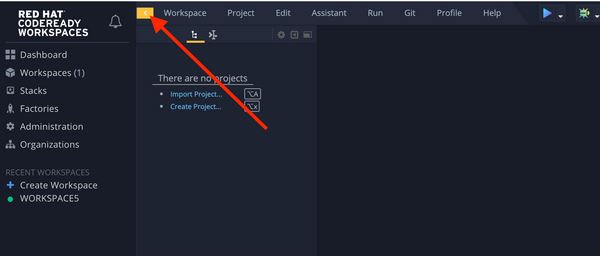 RED HAT
CODEREADY
WORKSPACES
Dashboard
Workspaces (1)
Stacks
Factories
Administration
Organizations
RECENT WORKSPACES
Create Workspace
WORKSPACE5
Workspace Project Edit Assistant Run Git Profile Help
There are no projects
Import Project... ⌥A
Create Project... ⌥x